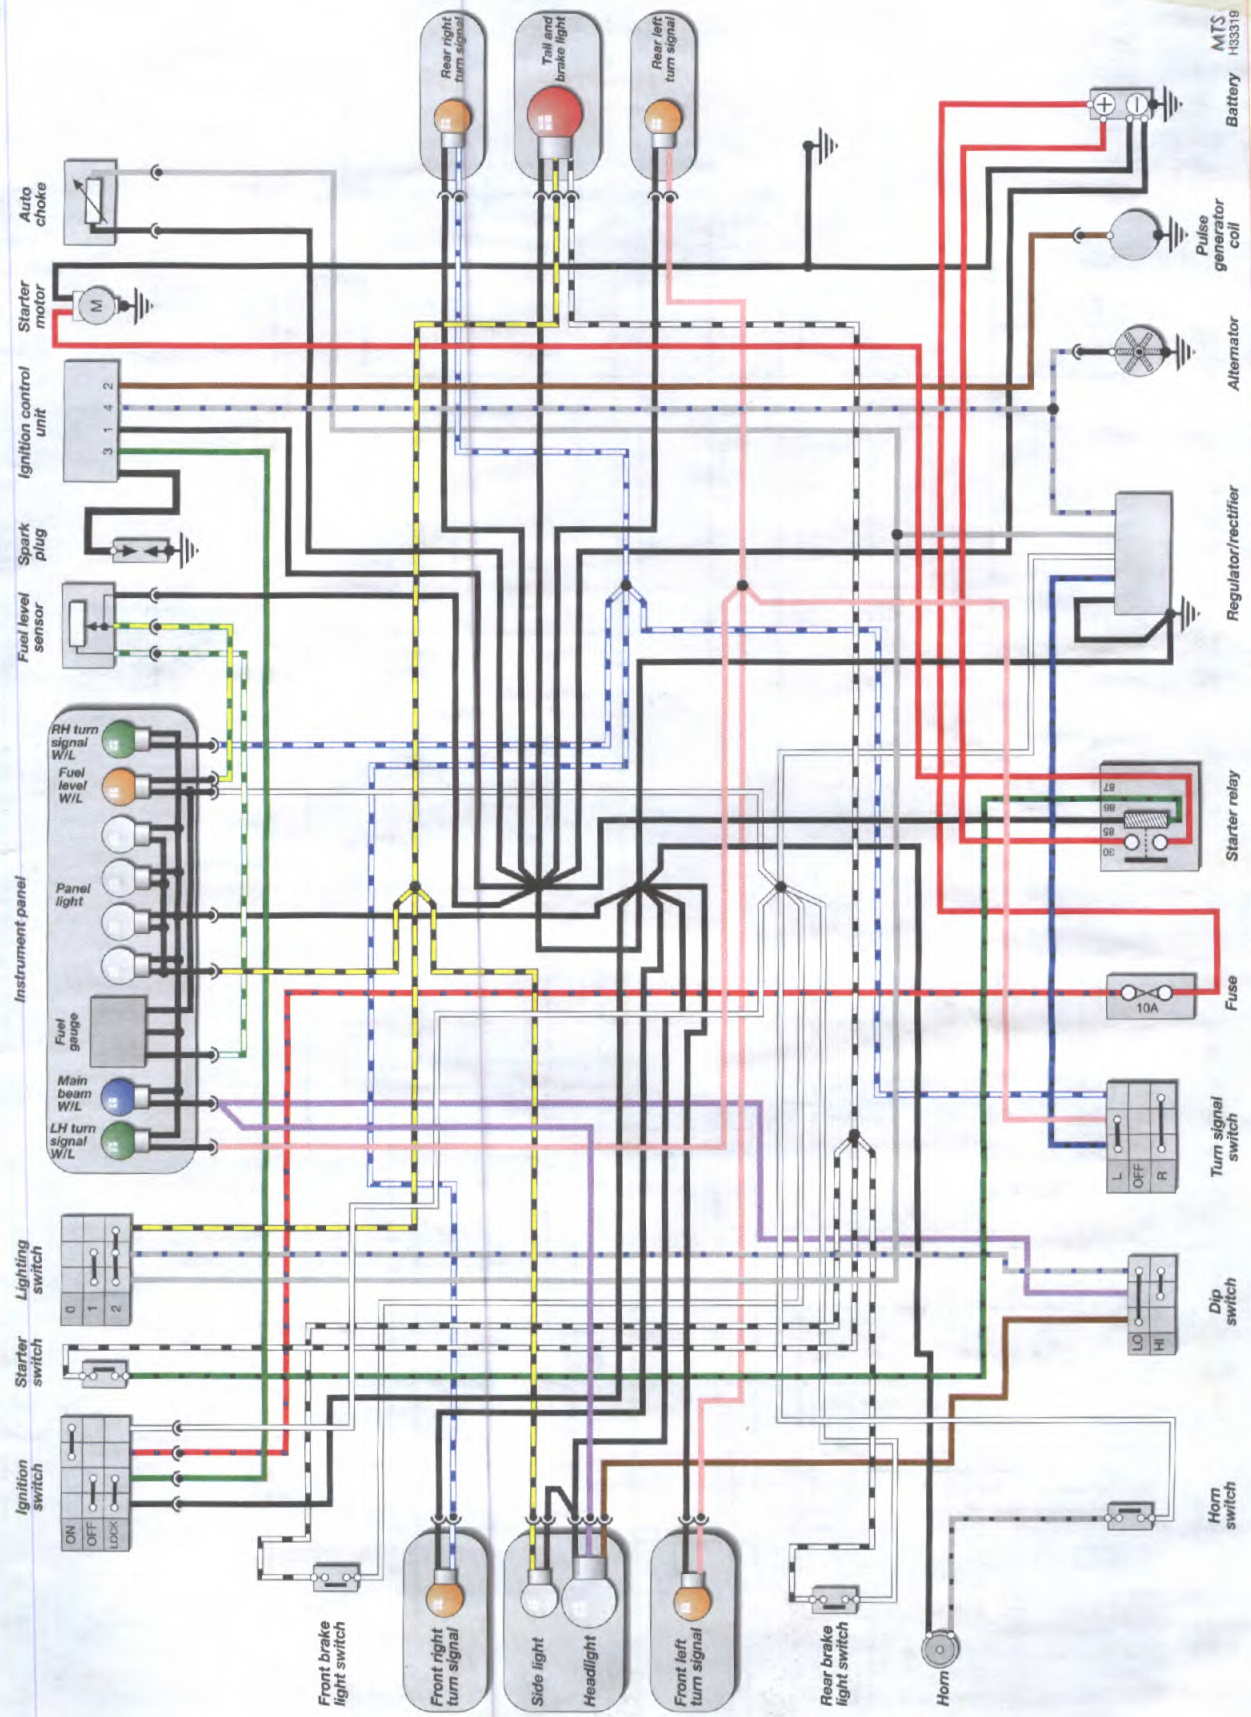 Ignition
switch
Starter
switch
Lighting
switch
Instrument panel
Fuel level
sensor
Spark
plug
Ignition control
unit
Starter
motor
Auto
choke
ON
OFF
LOCK
0
1
2
LH turn
signal
W/L
Main
beam
W/L
Fuel
gauge
Panel
light
Fuel
level
W/L
RH turn
signal
W/L
3
1
4
2
M
Front brake
light switch
Front right
turn signal
Side light
Headlight
Front left
turn signal
Rear brake
light switch
Horn
Rear right
turn signal
Tail and
brake light
Rear left
turn signal
LO
HI
L
OFF
R
10A
30
85
86
87
+
−
Horn
switch
Dip
switch
Turn signal
switch
Fuse
Starter relay
Regulator/rectifier
Alternator
Pulse
generator
coil
Battery
MTS
H33319